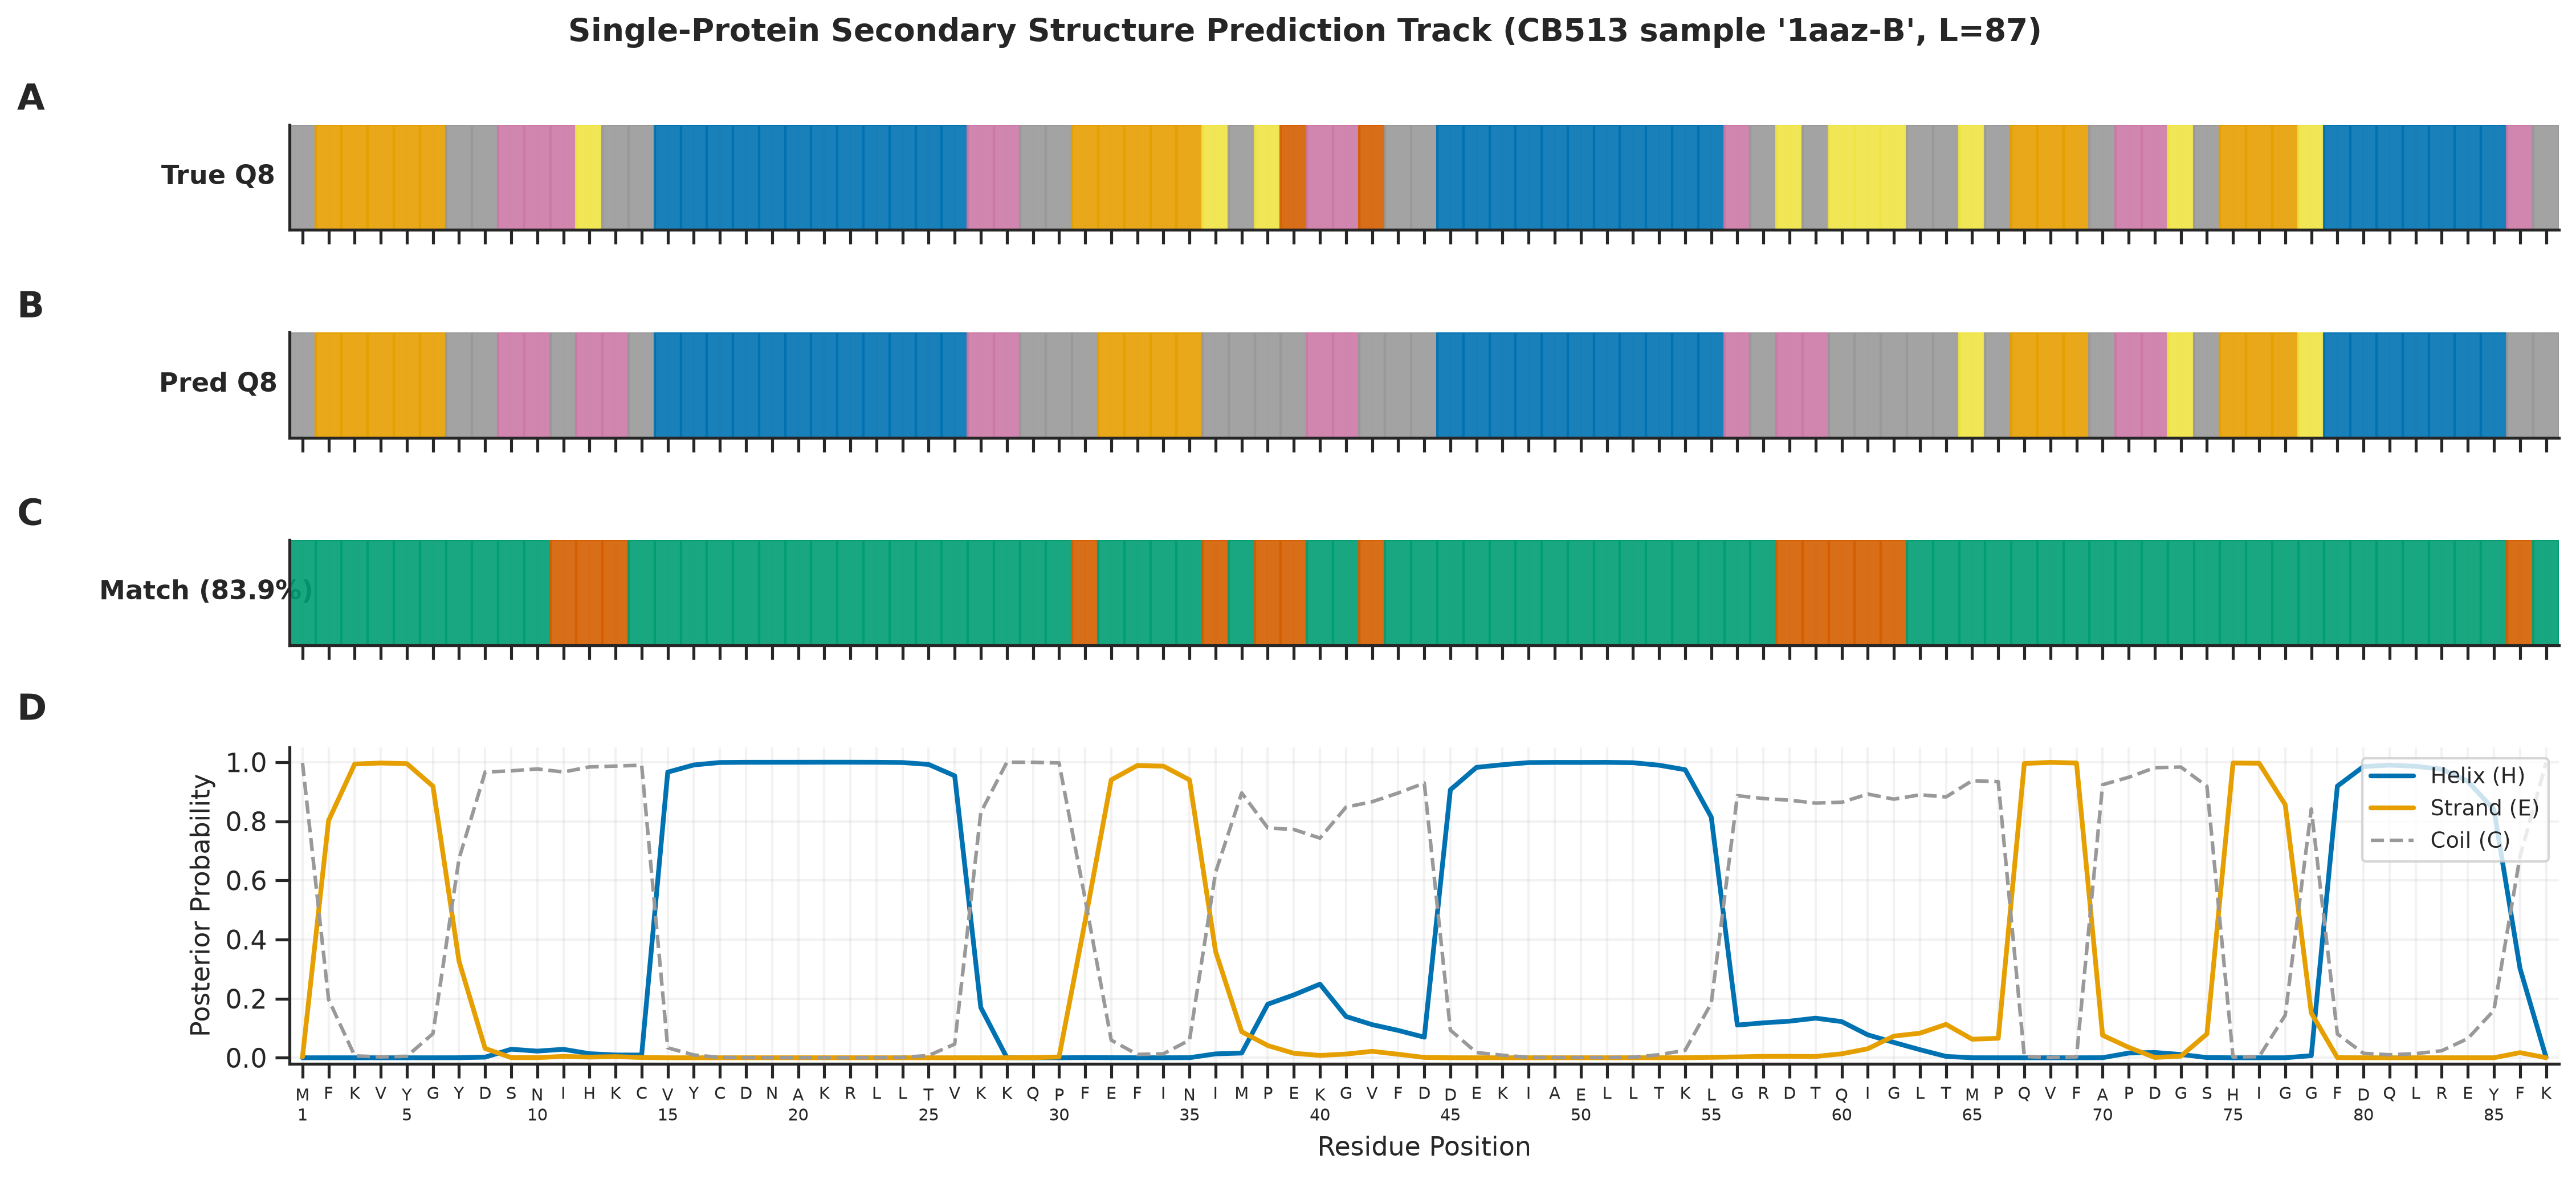 Single-Protein Secondary Structure Prediction Track (CB513 sample '1aaz-B', L=87)
A
True Q8
B
Pred Q8
C
Match (83.9%)
D
Posterior Probability
1.0
0.8
0.6
0.4
0.2
0.0
Helix (H)
Strand (E)
Coil (C)
M F K V Y G Y D S N I H K C V Y C D N A K R L L T V K K Q P F E F I N I M P E K G V F D D E K I A E L L T K L G R D T Q I G L T M P Q V F A P D G S H I G G F D Q L R E Y F K
1 5 10 15 20 25 30 35 40 45 50 55 60 65 70 75 80 85
Residue Position